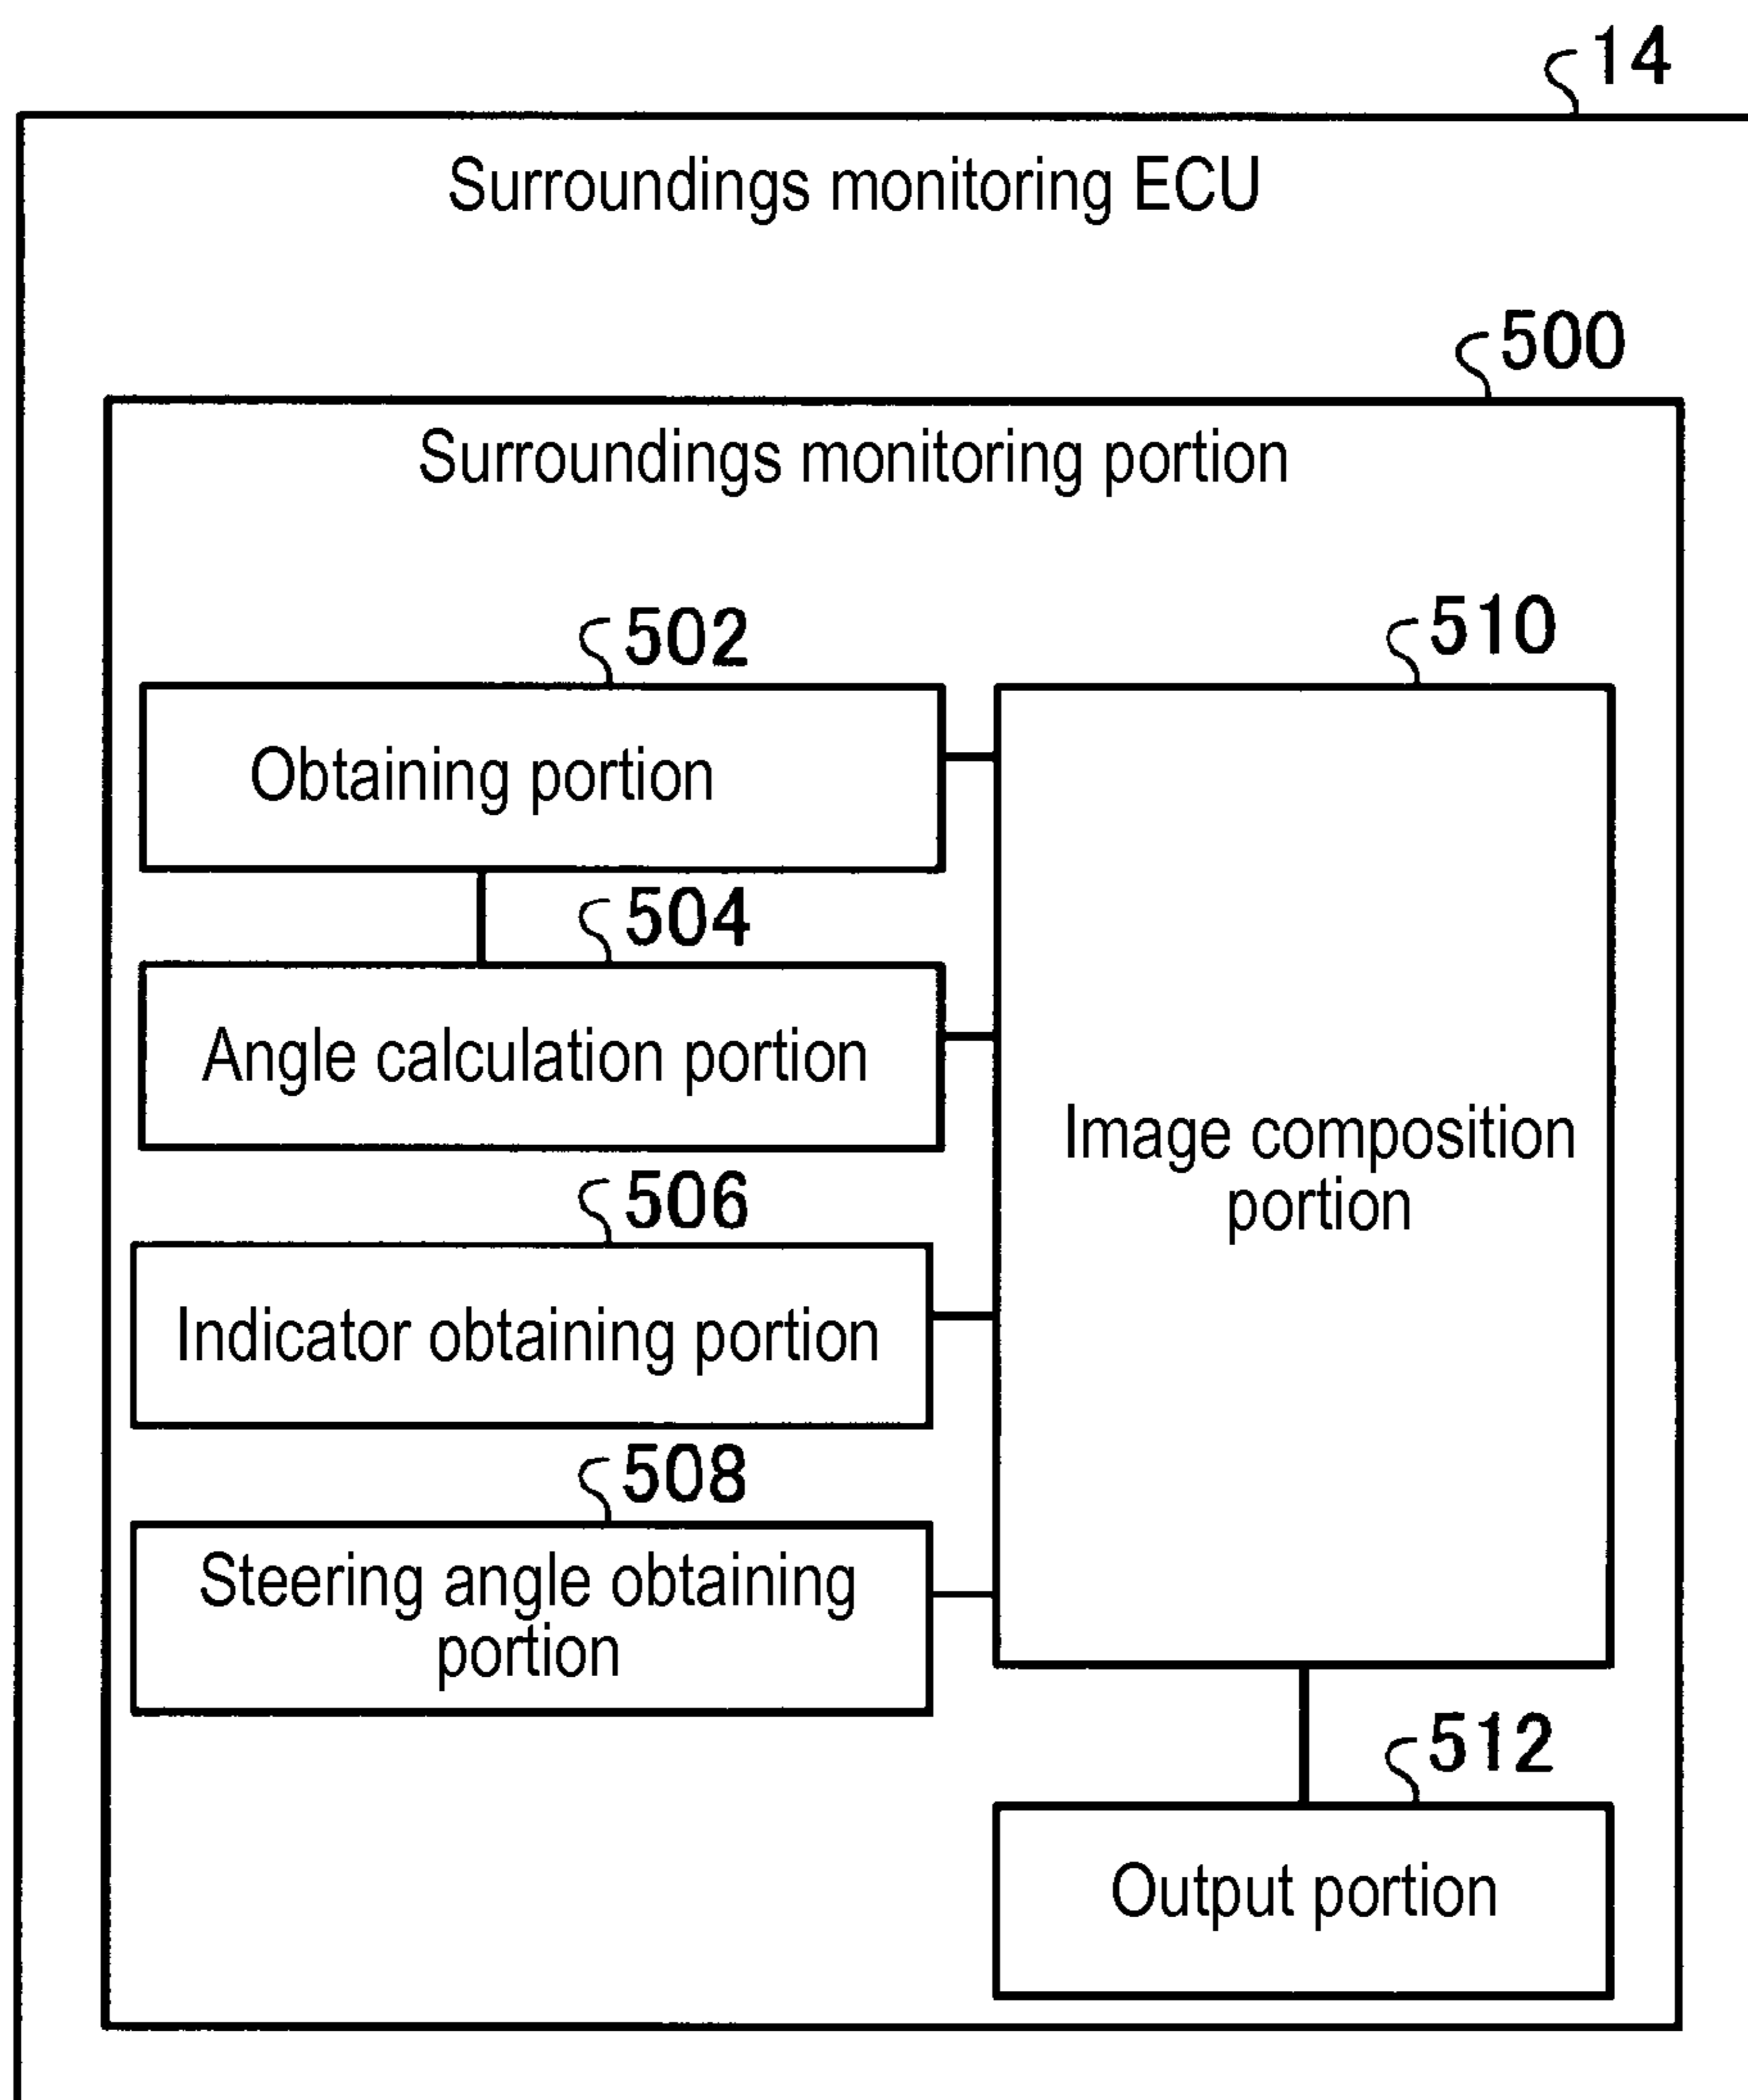 14
Surroundings monitoring ECU
500
Surroundings monitoring portion
502
510
Obtaining portion
504
Angle calculation portion
Image composition
portion
506
Indicator obtaining portion
508
Steering angle obtaining
portion
512
Output portion